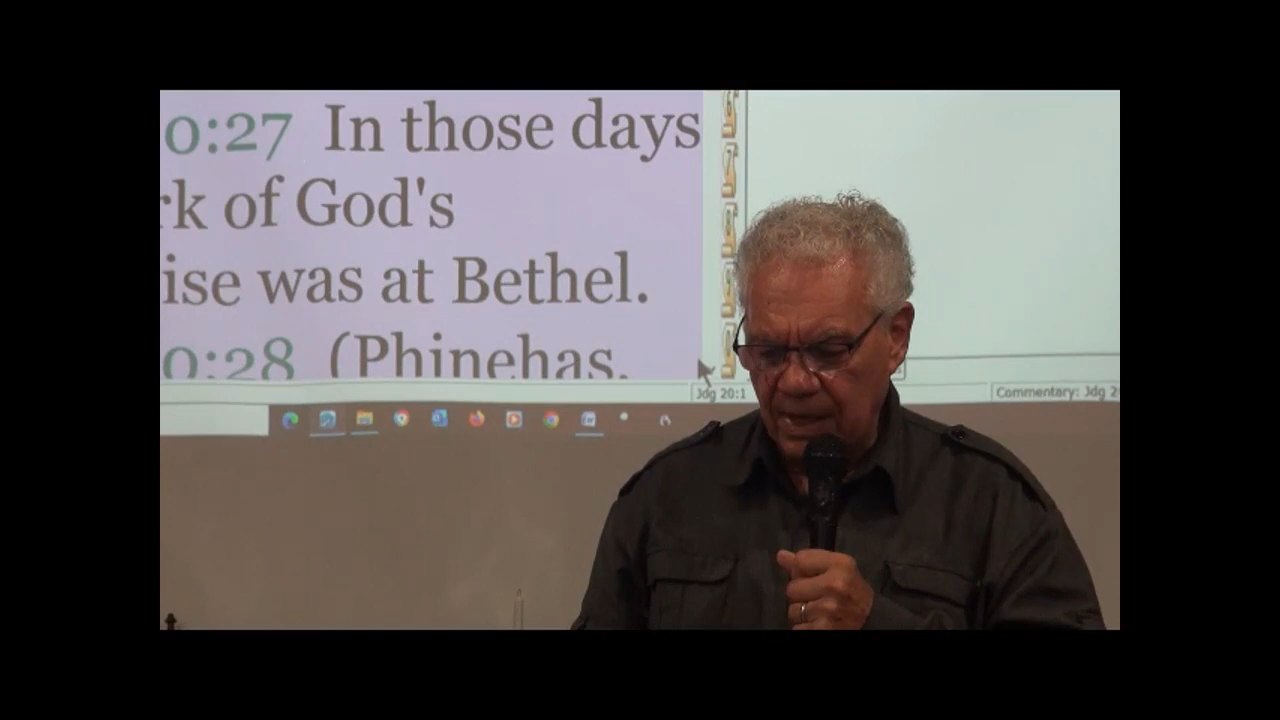 0:27 In those days
rk of God's
ise was at Bethel.
0:28 (Phinehas,
Jdg 20:1
Commentary: Jdg 2